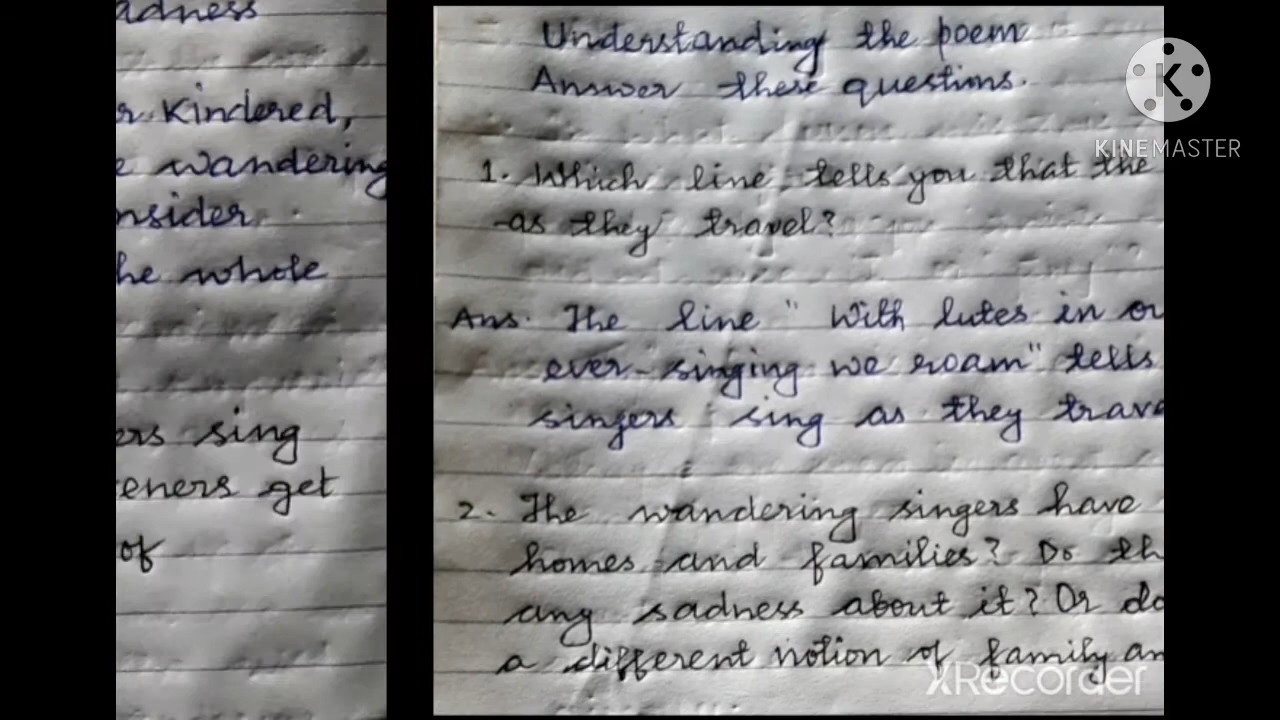 adness
r Kindered,
e wandering
nsider
he whole
ers sing
eners get
of
Understanding the poem
Answer these questions.
1. Which line tells you that the
as they travel?
Ans. The line " With lutes in ou
ever-singing we roam" tells
singers sing as they trave
2. The wandering singers have
homes and families? Do th
any sadness about it? Or do
a different notion of family an
KINEMASTER
XRecorder